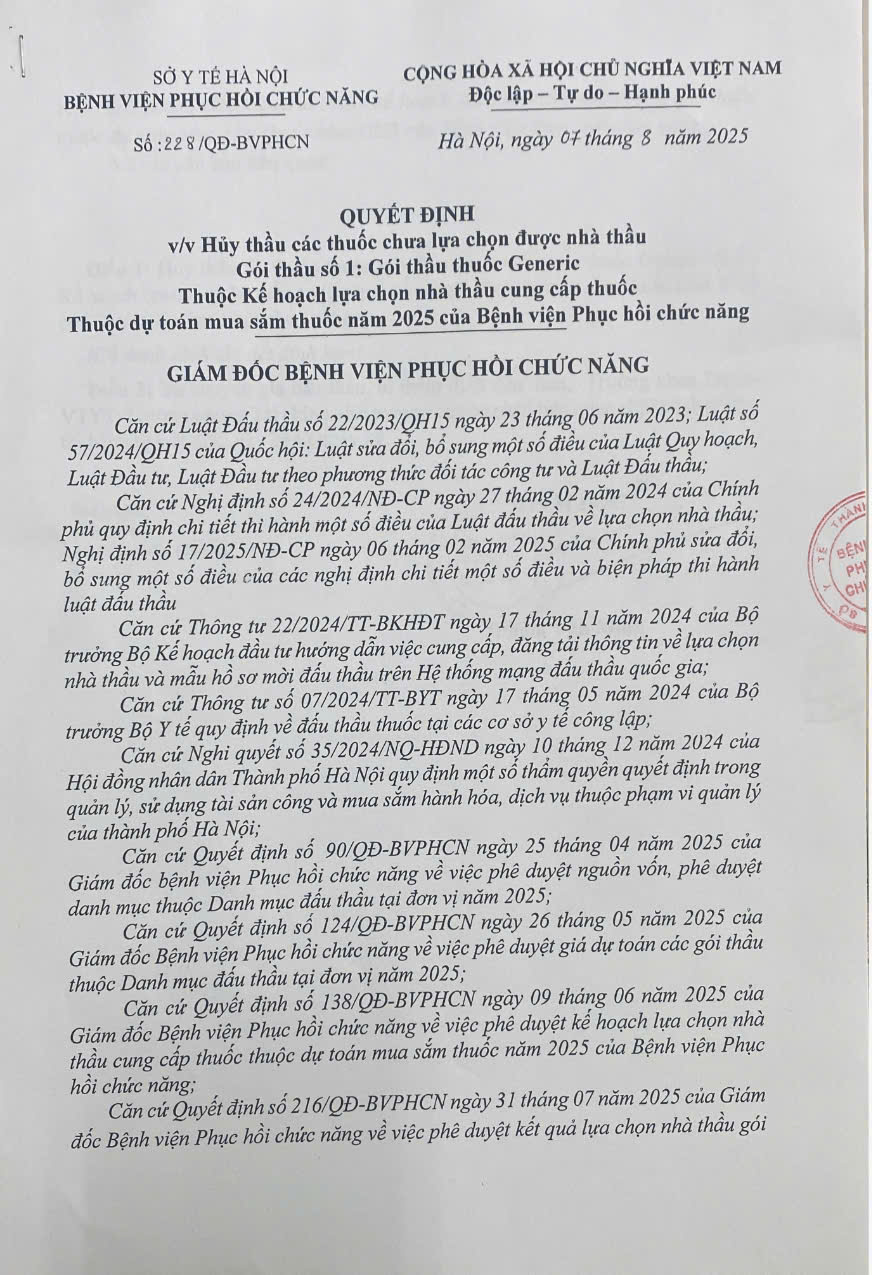 SỞ Y TẾ HÀ NỘI
BỆNH VIỆN PHỤC HỒI CHỨC NĂNG
CỘNG HÒA XÃ HỘI CHỦ NGHĨA VIỆT NAM
Độc lập – Tự do – Hạnh phúc
Số :228/QĐ-BVPHCN
Hà Nội, ngày 07 tháng 8 năm 2025
QUYẾT ĐỊNH
v/v Hủy thầu các thuốc chưa lựa chọn được nhà thầu
Gói thầu số 1: Gói thầu thuốc Generic
Thuộc Kế hoạch lựa chọn nhà thầu cung cấp thuốc
Thuộc dự toán mua sắm thuốc năm 2025 của Bệnh viện Phục hồi chức năng
GIÁM ĐỐC BỆNH VIỆN PHỤC HỒI CHỨC NĂNG
Căn cứ Luật Đấu thầu số 22/2023/QH15 ngày 23 tháng 06 năm 2023; Luật số
57/2024/QH15 của Quốc hội: Luật sửa đổi, bổ sung một số điều của Luật Quy hoạch,
Luật Đầu tư, Luật Đầu tư theo phương thức đối tác công tư và Luật Đấu thầu;
Căn cứ Nghị định số 24/2024/NĐ-CP ngày 27 tháng 02 năm 2024 của Chính
phủ quy định chi tiết thi hành một số điều của Luật đấu thầu về lựa chọn nhà thầu;
Nghị định số 17/2025/NĐ-CP ngày 06 tháng 02 năm 2025 của Chính phủ sửa đổi,
bổ sung một số điều của các nghị định chi tiết một số điều và biện pháp thi hành
luật đấu thầu
Căn cứ Thông tư 22/2024/TT-BKHĐT ngày 17 tháng 11 năm 2024 của Bộ
trưởng Bộ Kế hoạch đầu tư hướng dẫn việc cung cấp, đăng tải thông tin về lựa chọn
nhà thầu và mẫu hồ sơ mời đấu thầu trên Hệ thống mạng đấu thầu quốc gia;
Căn cứ Thông tư số 07/2024/TT-BYT ngày 17 tháng 05 năm 2024 của Bộ
trưởng Bộ Y tế quy định về đấu thầu thuốc tại các cơ sở y tế công lập;
Căn cứ Nghi quyết số 35/2024/NQ-HĐND ngày 10 tháng 12 năm 2024 của
Hội đồng nhân dân Thành phố Hà Nội quy định một số thẩm quyền quyết định trong
quản lý, sử dụng tài sản công và mua sắm hành hóa, dịch vụ thuộc phạm vi quản lý
của thành phố Hà Nội;
Căn cứ Quyết định số 90/QĐ-BVPHCN ngày 25 tháng 04 năm 2025 của
Giám đốc bệnh viện Phục hồi chức năng về việc phê duyệt nguồn vốn, phê duyệt
danh mục thuộc Danh mục đấu thầu tại đơn vị năm 2025;
Căn cứ Quyết định số 124/QĐ-BVPHCN ngày 26 tháng 05 năm 2025 của
Giám đốc Bệnh viện Phục hồi chức năng về việc phê duyệt giá dự toán các gói thầu
thuộc Danh mục đấu thầu tại đơn vị năm 2025;
Căn cứ Quyết định số 138/QĐ-BVPHCN ngày 09 tháng 06 năm 2025 của
Giám đốc Bệnh viện Phục hồi chức năng về việc phê duyệt kế hoạch lựa chọn nhà
thầu cung cấp thuốc thuộc dự toán mua sắm thuốc năm 2025 của Bệnh viện Phục
hồi chức năng;
Căn cứ Quyết định số 216/QĐ-BVPHCN ngày 31 tháng 07 năm 2025 của Giám
đốc Bệnh viện Phục hồi chức năng về việc phê duyệt kết quả lựa chọn nhà thầu gói